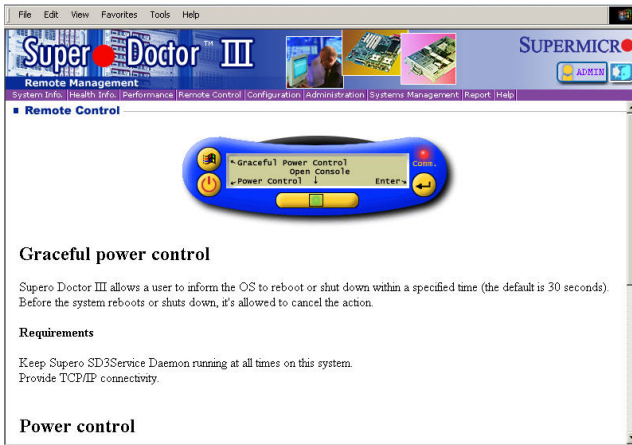 File Edit View Favorites Tools Help
Super Doctor™ III
SUPERMICR
Remote Management
ADMIN
System Info. |Health Info. |Performance |Remote Control |Configuration |Administration |Systems Management |Report |Help|
Remote Control
Graceful Power Control
Comm.
Open Console
Power Control ↓ Enter
Graceful power control
Supero Doctor III allows a user to inform the OS to reboot or shut down within a specified time (the default is 30 seconds).
Before the system reboots or shuts down, it's allowed to cancel the action.
Requirements
Keep Supero SD3Service Daemon running at all times on this system.
Provide TCP/IP connectivity.
Power control